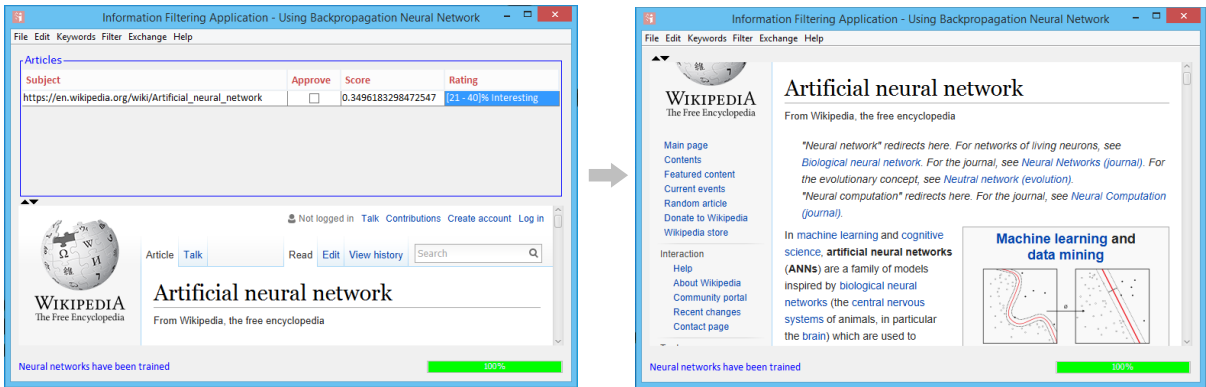 Information Filtering Application - Using Backpropagation Neural Network
File Edit Keywords Filter Exchange Help
Articles
Subject Approve Score Rating
https://en.wikipedia.org/wiki/Artificial_neural_network 0.3496183298472547 [21 - 40]% Interesting
Not logged in Talk Contributions Create account Log in
Article Talk Read Edit View history Search
WIKIPEDIA
The Free Encyclopedia
Artificial neural network
From Wikipedia, the free encyclopedia
Neural networks have been trained 100%
Information Filtering Application - Using Backpropagation Neural Network
File Edit Keywords Filter Exchange Help
WIKIPEDIA
The Free Encyclopedia
Main page
Contents
Featured content
Current events
Random article
Donate to Wikipedia
Wikipedia store
Interaction
Help
About Wikipedia
Community portal
Recent changes
Contact page
Artificial neural network
From Wikipedia, the free encyclopedia
"Neural network" redirects here. For networks of living neurons, see
Biological neural network. For the journal, see Neural Networks (journal). For
the evolutionary concept, see Neutral network (evolution).
"Neural computation" redirects here. For the journal, see Neural Computation
(journal).
In machine learning and cognitive
science, artificial neural networks
(ANNs) are a family of models
inspired by biological neural
networks (the central nervous
systems of animals, in particular
the brain) which are used to
Machine learning and
data mining
Neural networks have been trained 100%